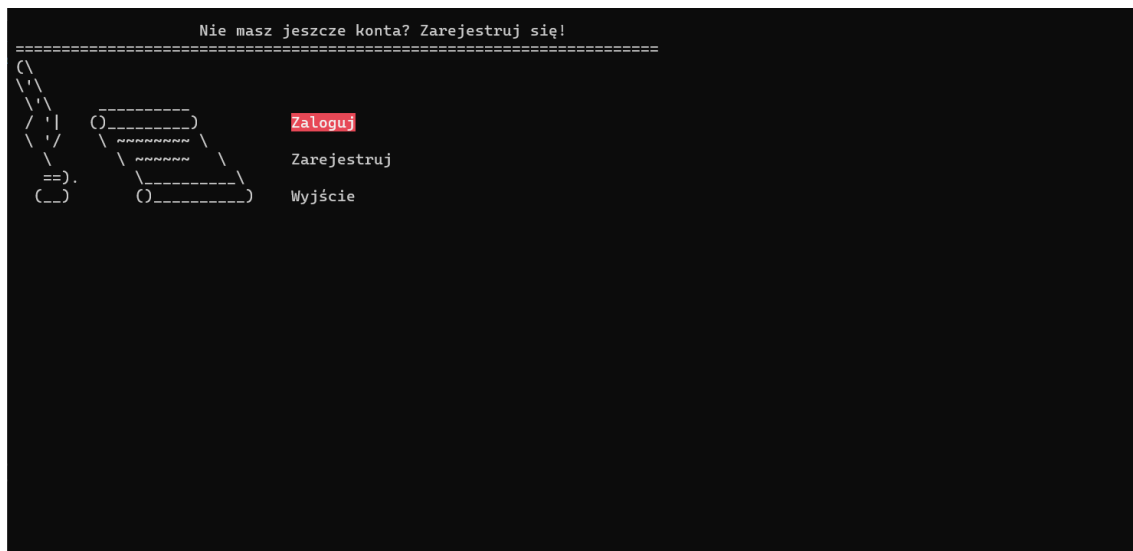 Nie masz jeszcze konta? Zarejestruj się!
Zaloguj
Zarejestruj
Wyjście